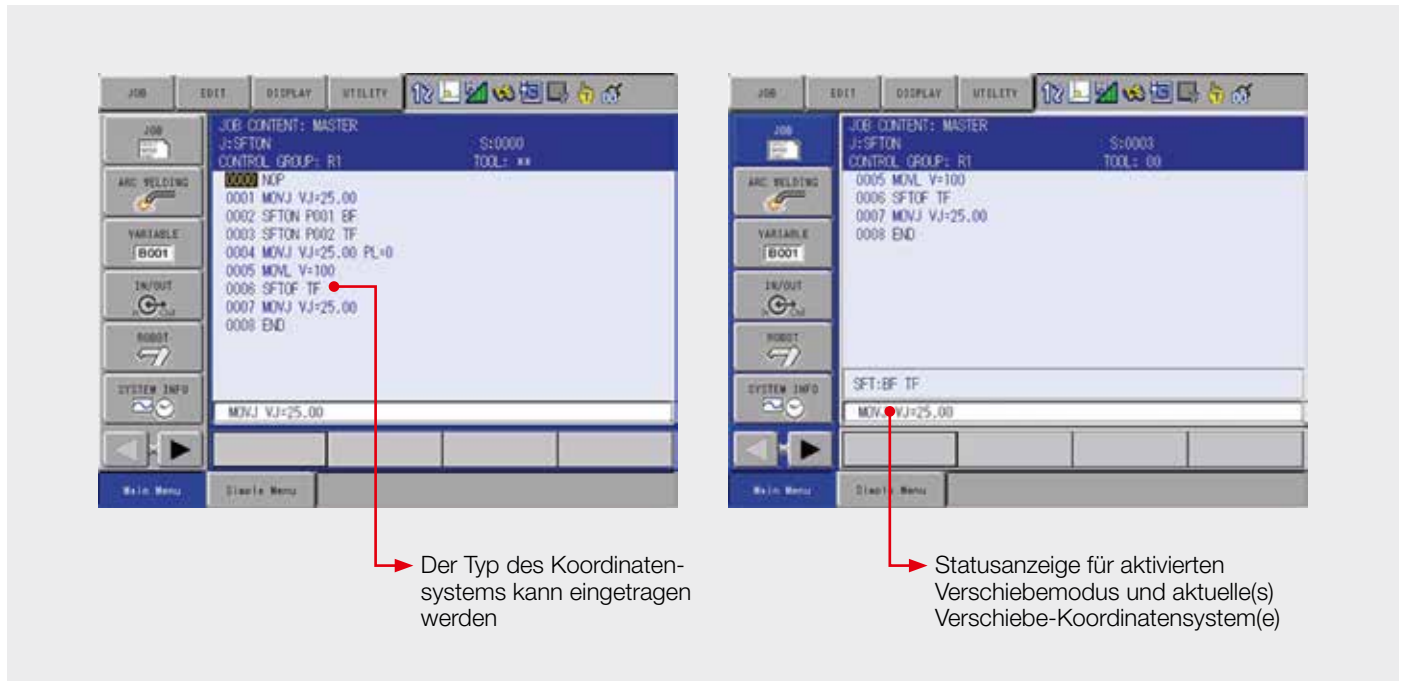 JOB EDIT DISPLAY UTILITY
JOB
ARC WELDING
VARIABLE
B001
IN/OUT
In Out
ROBOT
SYSTEM INFO
JOB CONTENT: MASTER
J:SFTON S:0000
CONTROL GROUP: R1 TOOL: **
0000 NOP
0001 MOVJ VJ=25.00
0002 SFTON P001 BF
0003 SFTON P002 TF
0004 MOVJ VJ=25.00 PL=0
0005 MOVL V=100
0006 SFTOF TF
0007 MOVJ VJ=25.00
0008 END
MOVJ VJ=25.00
Main Menu Simple Menu
Der Typ des Koordinaten-
systems kann eingetragen
werden
JOB EDIT DISPLAY UTILITY
JOB
ARC WELDING
VARIABLE
B001
IN/OUT
In Out
ROBOT
SYSTEM INFO
JOB CONTENT: MASTER
J:SFTON S:0003
CONTROL GROUP: R1 TOOL: 00
0005 MOVL V=100
0006 SFTOF TF
0007 MOVJ VJ=25.00
0008 END
SFT:BF TF
MOVJ VJ=25.00
Main Menu Simple Menu
Statusanzeige für aktivierten
Verschiebemodus und aktuelle(s)
Verschiebe-Koordinatensystem(e)